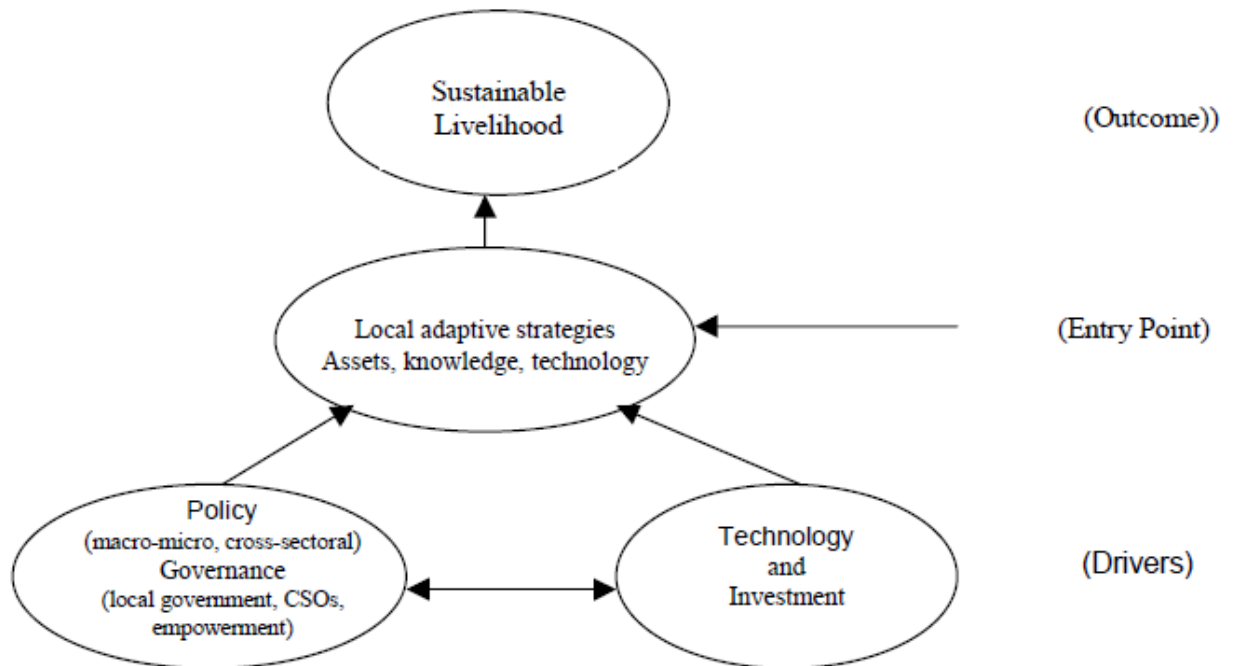 Sustainable
Livelihood
(Outcome))
Local adaptive strategies
Assets, knowledge, technology
(Entry Point)
Policy
(macro-micro, cross-sectoral)
Governance
(local government, CSOs,
empowerment)
Technology
and
Investment
(Drivers)